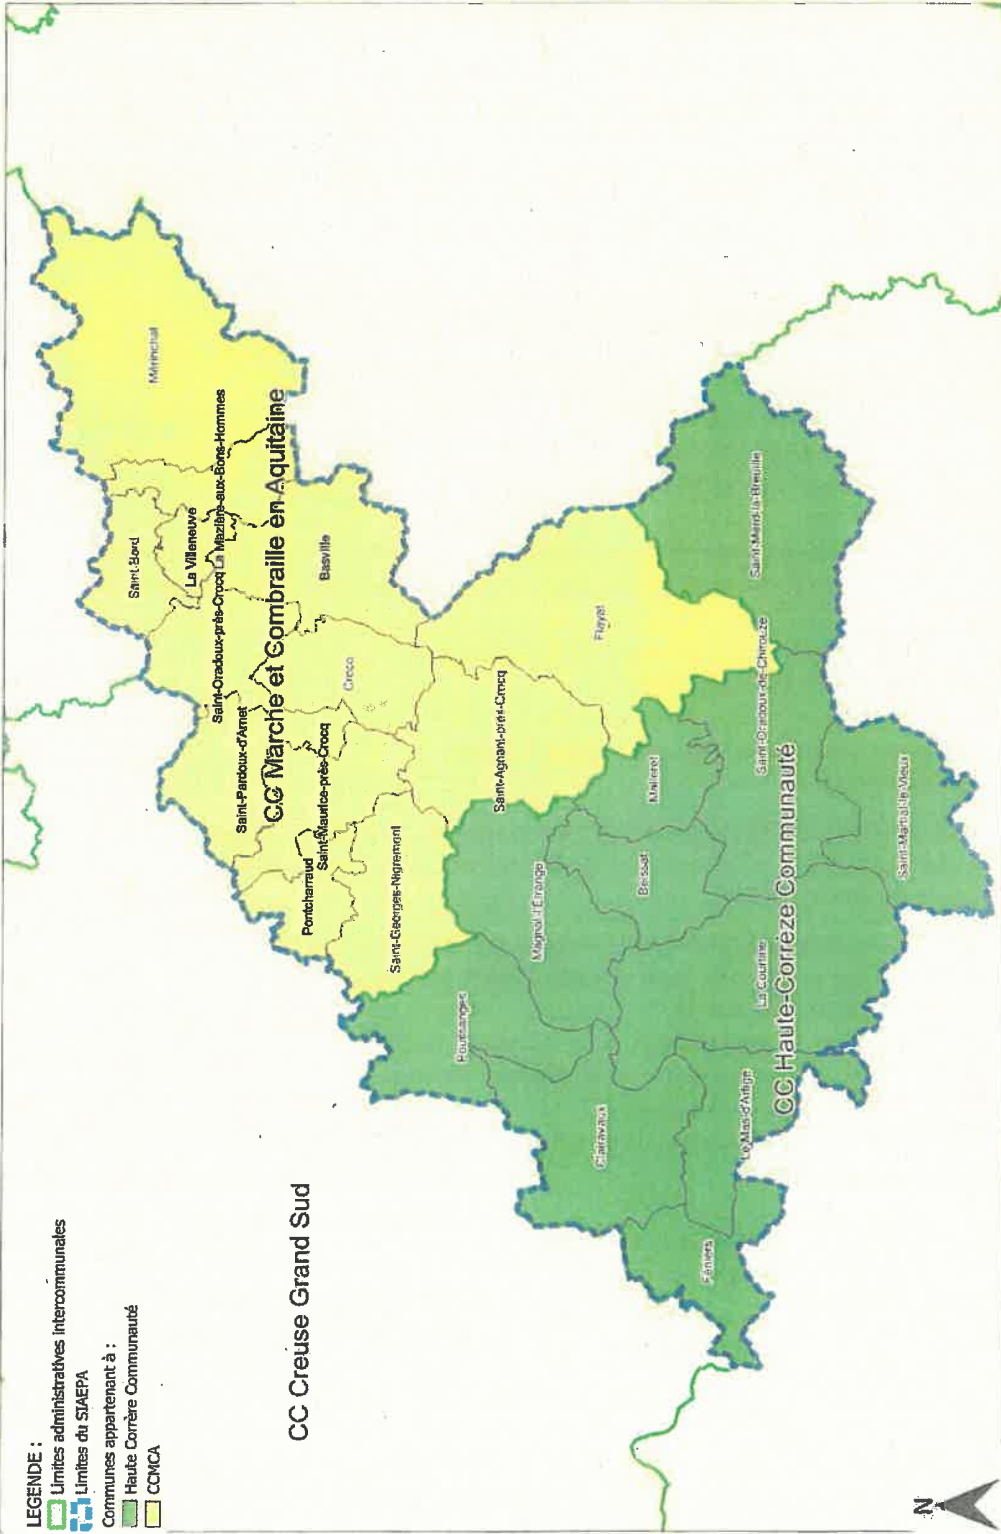 LEGENDE :
Limites administratives intercommunales
Limites du SIAEPA
Communes appartenant à :
Haute Corrère Communauté
CCMCA
CC Creuse Grand Sud
Mérinchal
Saint-Bord
La Villeneuve
La Mazière-aux-Bons-Hommes
Saint-Oradoux-près-Crocq
CC Marche et Combraille en Aquitaine
Saint-Pardoux-d'Arnet
Basville
Crocq
Saint-Maurice-près-Crocq
Pontcharraud
Saint-Georges-Nigremont
Saint-Agnant-près-Crocq
Flayat
Poussanges
Magnat-l'Étrange
Malleret
Beissat
Clairavaux
Saint-Merd-la-Breuille
Saint-Oradoux-de-Chirouze
La Courtine
CC Haute-Corrèze Communauté
Le Mas-d'Artige
Féniers
Saint-Martial-le-Vieux
N